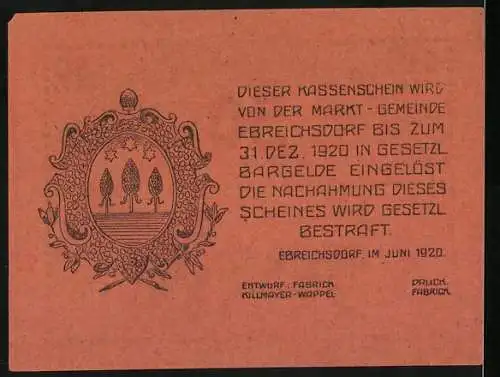 DIESER KASSENSCHEIN WIRD
VON DER MARKT-GEMEINDE
EBREICHSDORF BIS ZUM
31. DEZ. 1920 IN GESETZL
BARGELDE EINGELÖST
DIE NACHAHMUNG DIESES
SCHEINES WIRD GESETZL
BESTRAFT.
EBREICHSDORF, IM JUNI 1920.
ENTWURF: FABRICK
KILLMAYER-WAPPEL
DRUCK.
FABRICK.